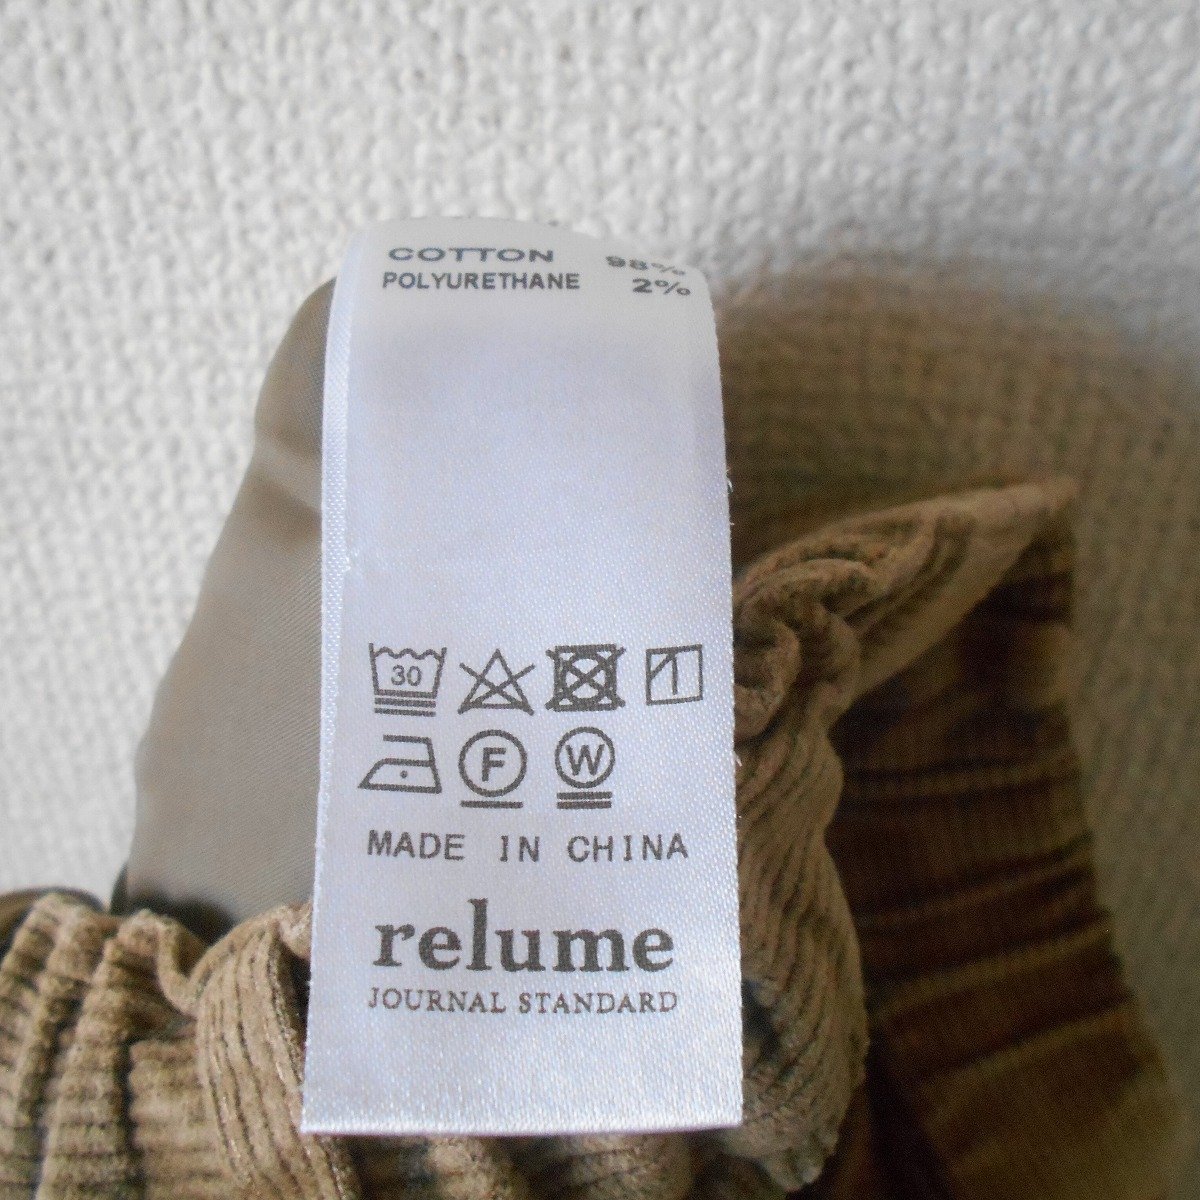 COTTON 98%
POLYURETHANE 2%
30
F W
MADE IN CHINA
relume
JOURNAL STANDARD